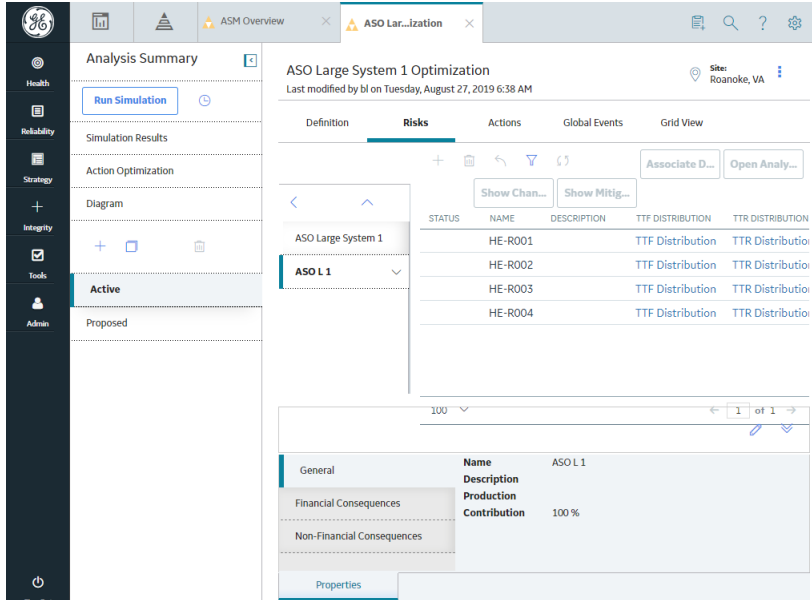 ASM Overview
ASO Lar...ization
Health
Reliability
Strategy
Integrity
Tools
Admin
Analysis Summary
Run Simulation
Simulation Results
Action Optimization
Diagram
Active
Proposed
ASO Large System 1 Optimization
Last modified by bl on Tuesday, August 27, 2019 6:38 AM
Site:
Roanoke, VA
Definition Risks Actions Global Events Grid View
Associate D... Open Analy...
Show Chan... Show Mitig...
ASO Large System 1
ASO L 1
STATUS NAME DESCRIPTION TTF DISTRIBUTION TTR DISTRIBUTION
HE-R001 TTF Distribution TTR Distributio
HE-R002 TTF Distribution TTR Distributio
HE-R003 TTF Distribution TTR Distributio
HE-R004 TTF Distribution TTR Distributio
100 1 of 1
General
Financial Consequences
Non-Financial Consequences
Name ASO L 1
Description
Production
Contribution 100 %
Properties